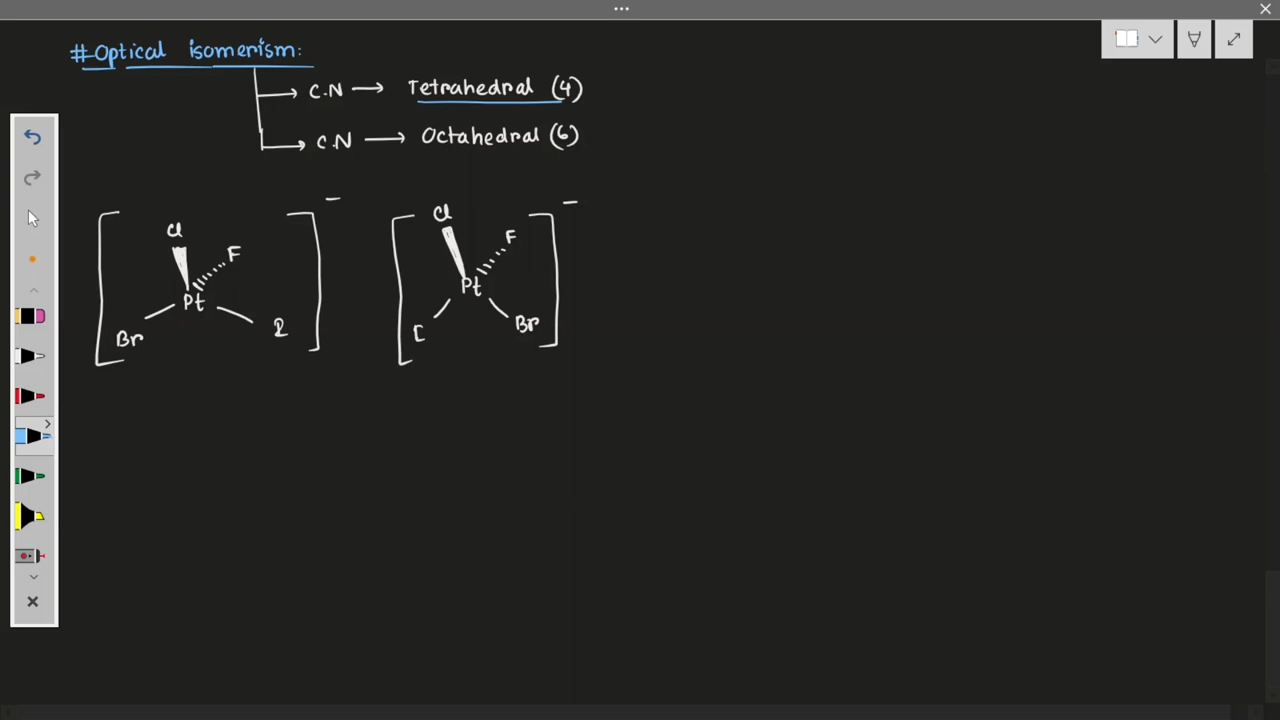 #Optical isomerism:
C.N → Tetrahedral (4)
C.N → Octahedral (6)
Cl
F
Pt
Br
−
Cl
F
Pt
Br
−